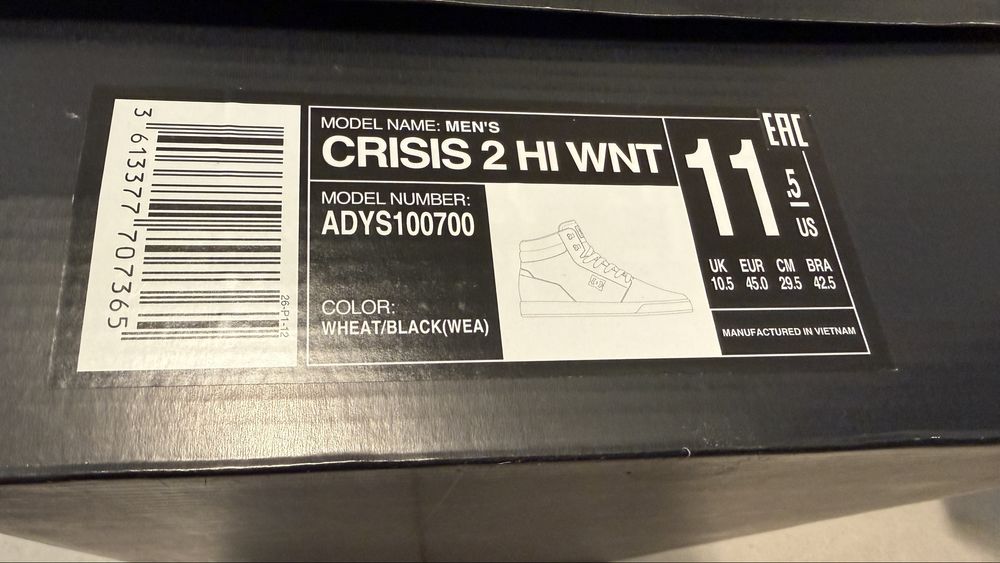 3 613377 707365
26-P1-12
MODEL NAME: MEN'S
CRISIS 2 HI WNT
MODEL NUMBER:
ADYS100700
COLOR:
WHEAT/BLACK(WEA)
EAC
11.5
US
UK EUR CM BRA
10.5 45.0 29.5 42.5
MANUFACTURED IN VIETNAM